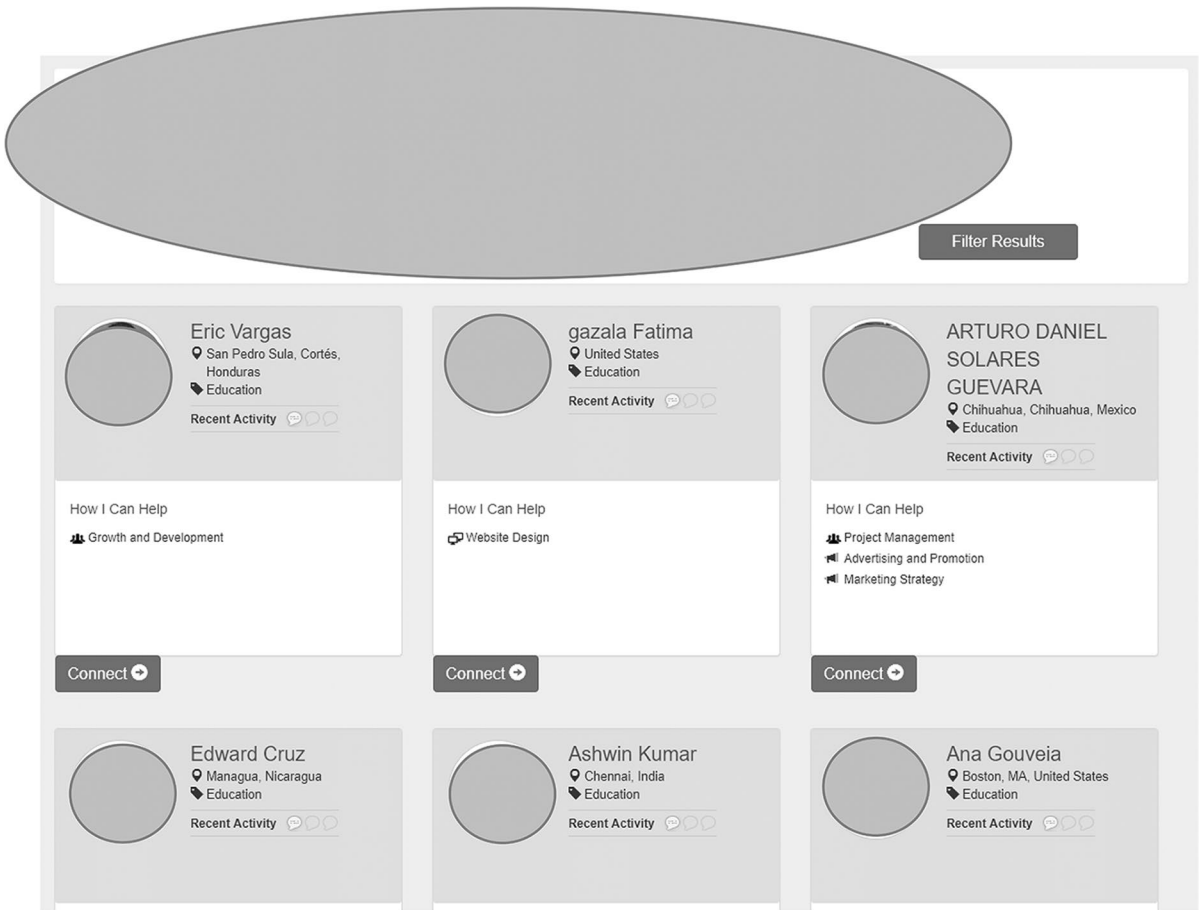 Filter Results
Eric Vargas
San Pedro Sula, Cortés,
Honduras
Education
Recent Activity
How I Can Help
Growth and Development
Connect
gazala Fatima
United States
Education
Recent Activity
How I Can Help
Website Design
Connect
ARTURO DANIEL
SOLARES
GUEVARA
Chihuahua, Chihuahua, Mexico
Education
Recent Activity
How I Can Help
Project Management
Advertising and Promotion
Marketing Strategy
Connect
Edward Cruz
Managua, Nicaragua
Education
Recent Activity
Ashwin Kumar
Chennai, India
Education
Recent Activity
Ana Gouveia
Boston, MA, United States
Education
Recent Activity